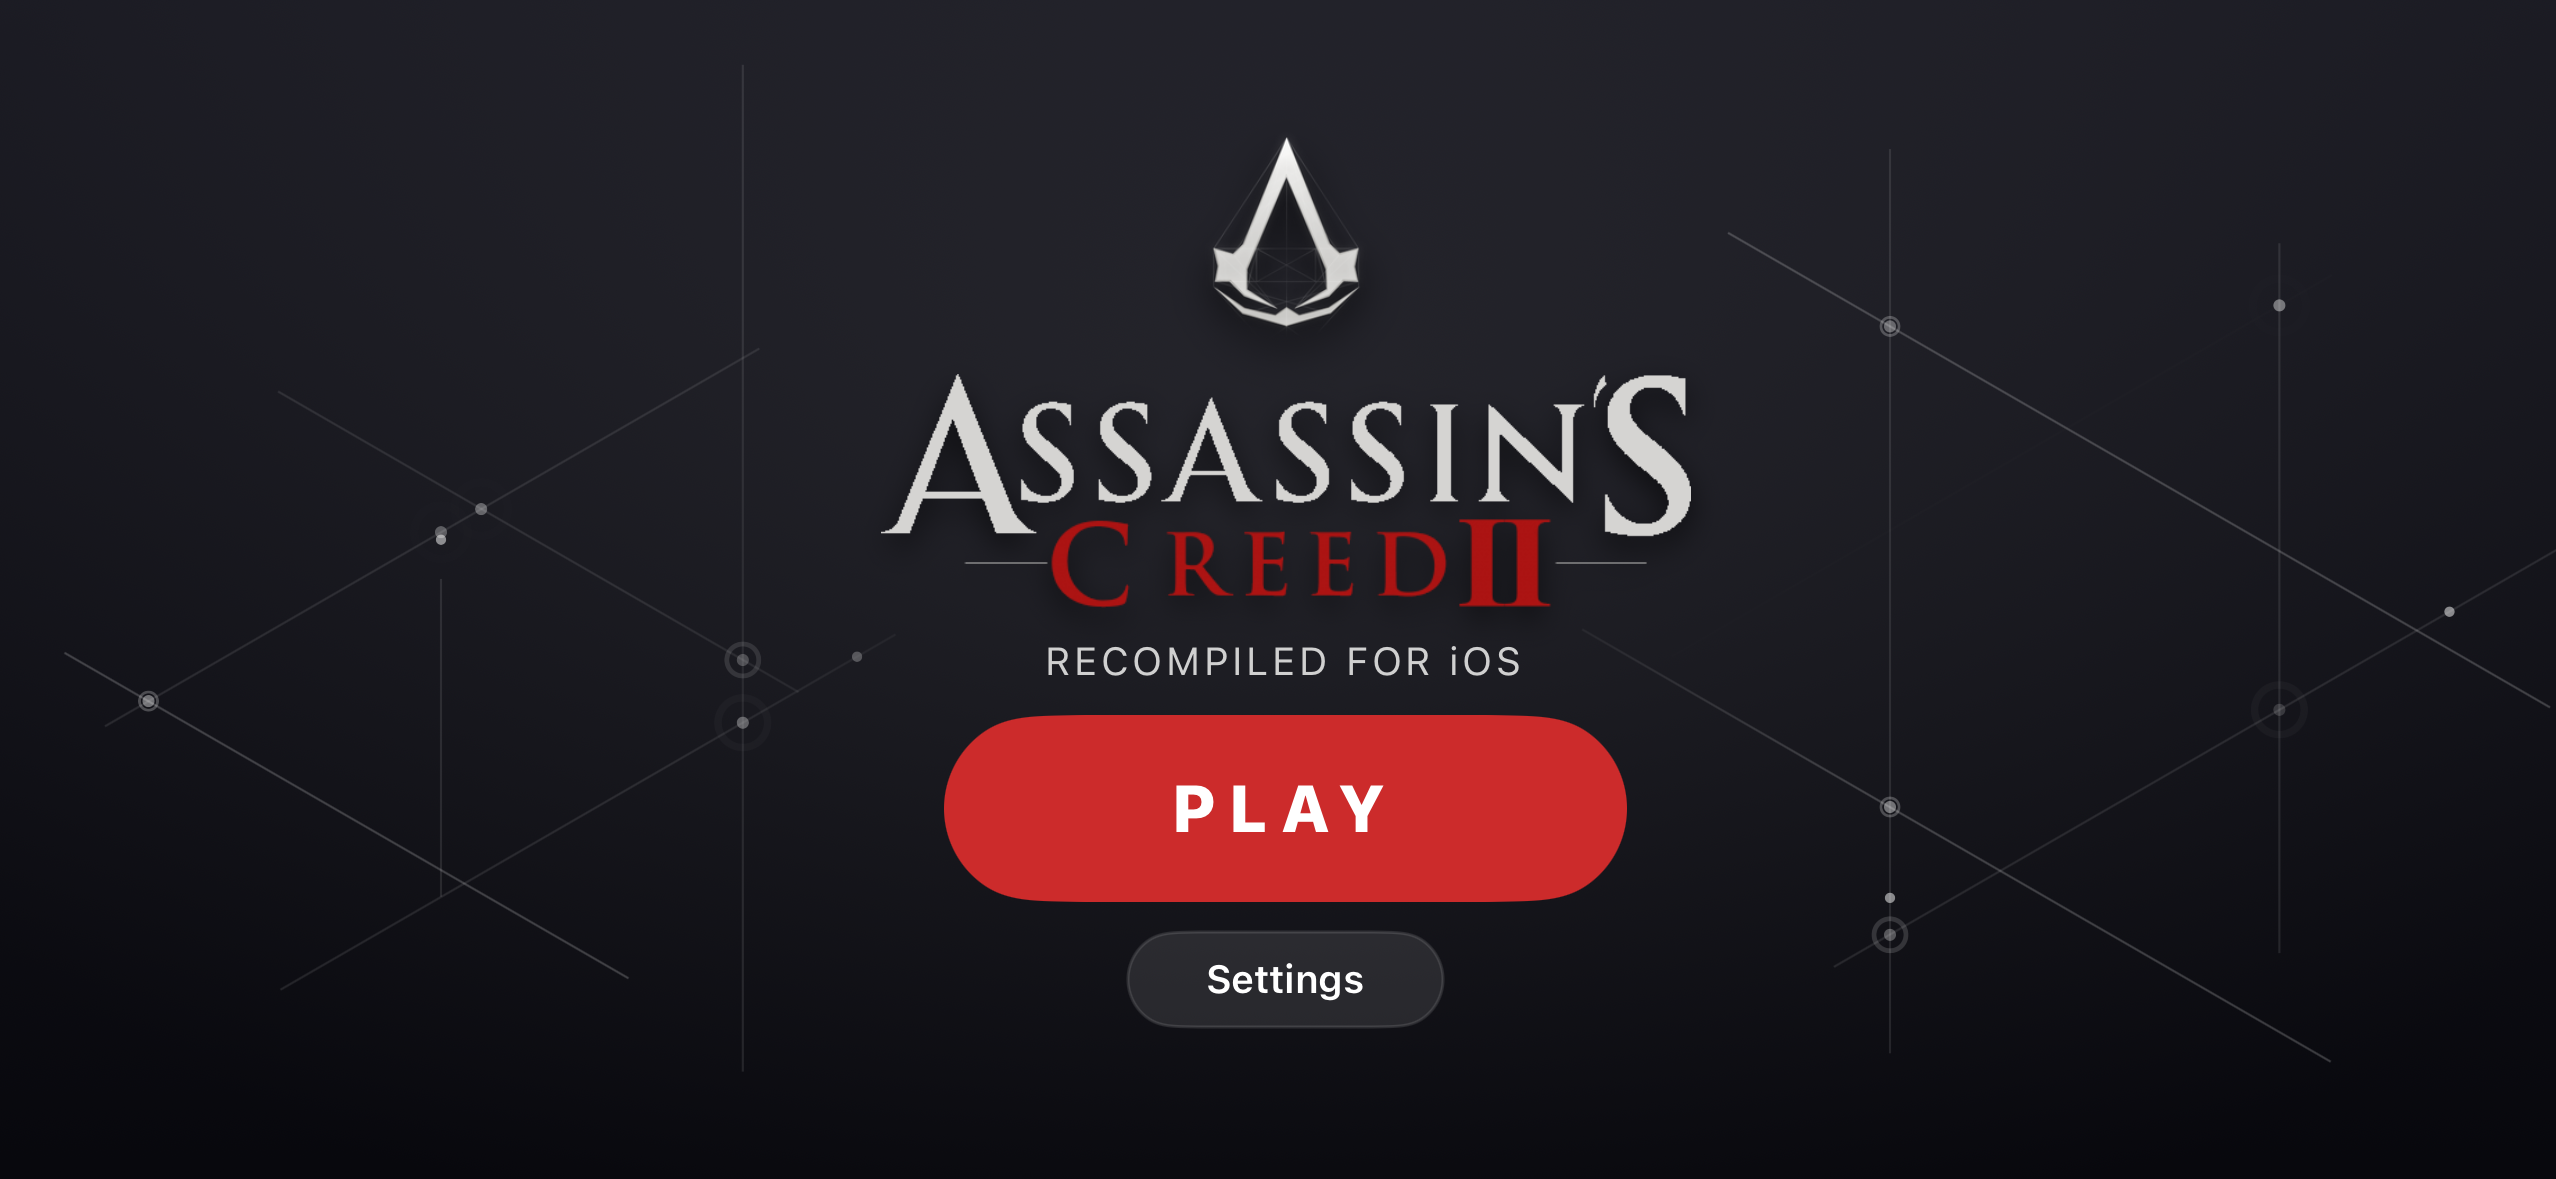 ASSASSIN'S
CREED II
RECOMPILED FOR iOS
PLAY
Settings